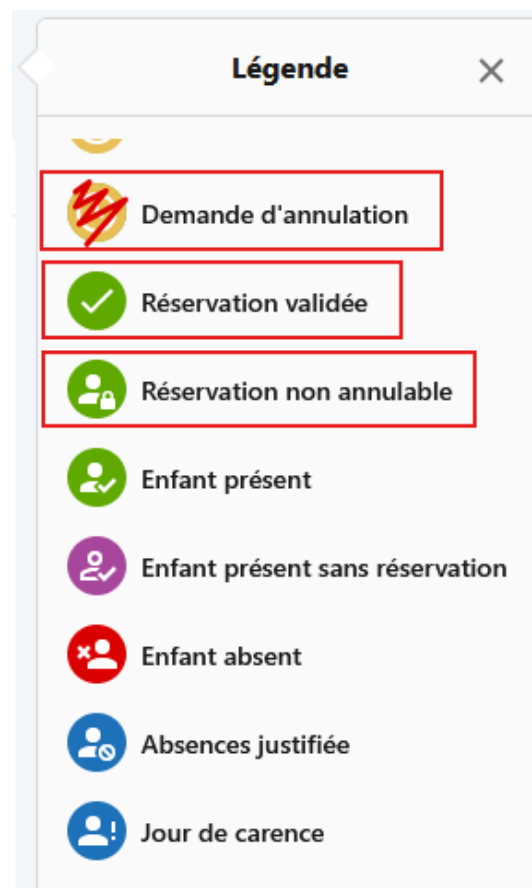 Légende
Demande d'annulation
Réservation validée
Réservation non annulable
Enfant présent
Enfant présent sans réservation
Enfant absent
Absences justifiée
Jour de carence